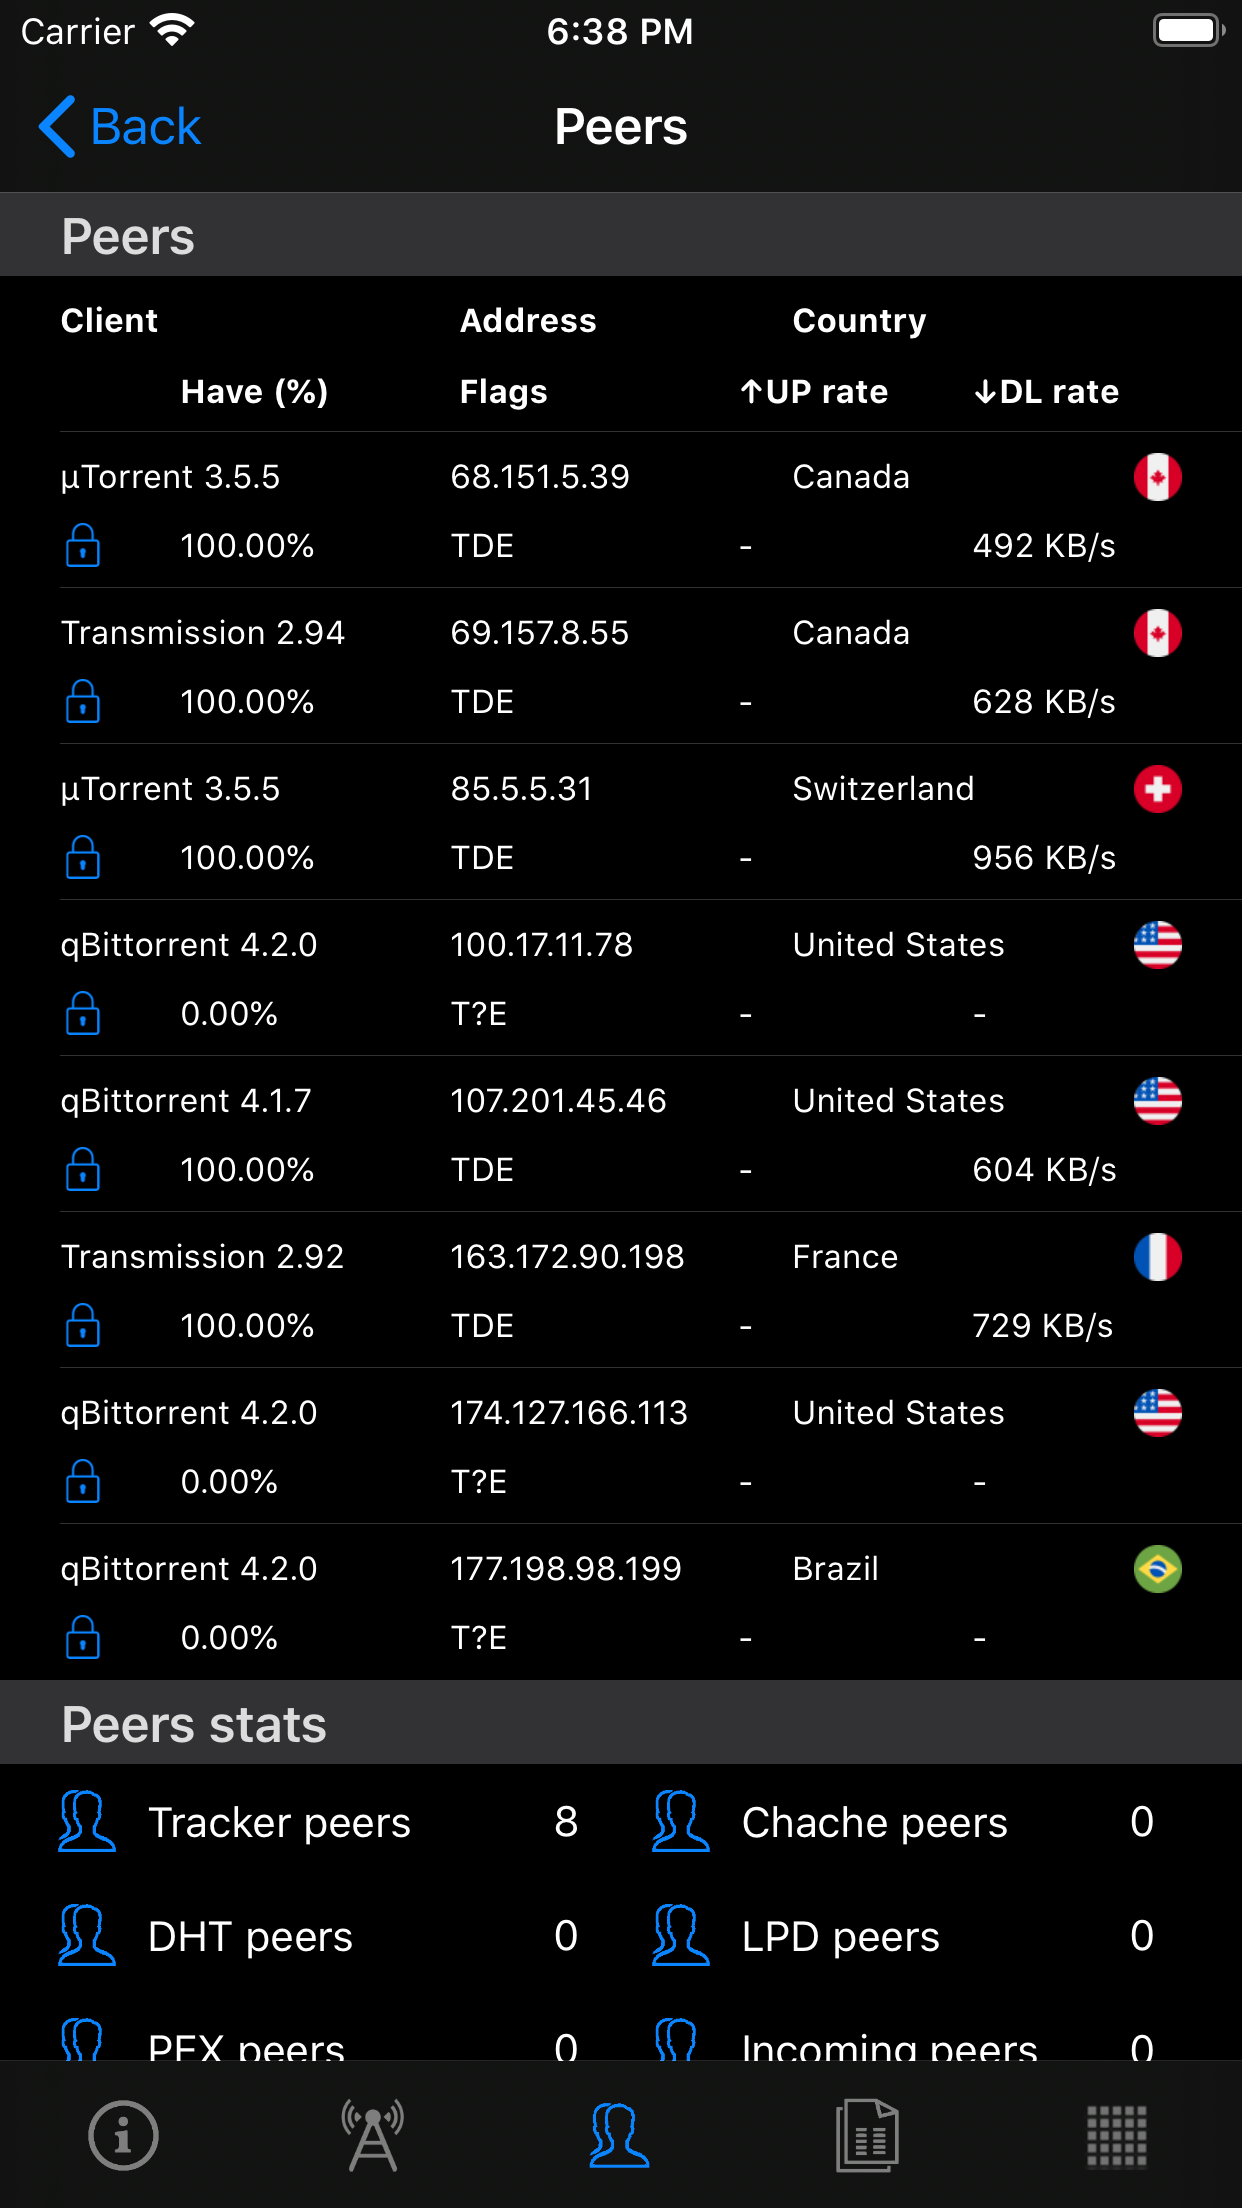 Carrier 6:38 PM
Back Peers
Peers
Client Address Country
Have (%) Flags ↑UP rate ↓DL rate
µTorrent 3.5.5 68.151.5.39 Canada
100.00% TDE - 492 KB/s
Transmission 2.94 69.157.8.55 Canada
100.00% TDE - 628 KB/s
µTorrent 3.5.5 85.5.5.31 Switzerland
100.00% TDE - 956 KB/s
qBittorrent 4.2.0 100.17.11.78 United States
0.00% T?E - -
qBittorrent 4.1.7 107.201.45.46 United States
100.00% TDE - 604 KB/s
Transmission 2.92 163.172.90.198 France
100.00% TDE - 729 KB/s
qBittorrent 4.2.0 174.127.166.113 United States
0.00% T?E - -
qBittorrent 4.2.0 177.198.98.199 Brazil
0.00% T?E - -
Peers stats
Tracker peers 8 Chache peers 0
DHT peers 0 LPD peers 0
PEX peers 0 Incoming peers 0